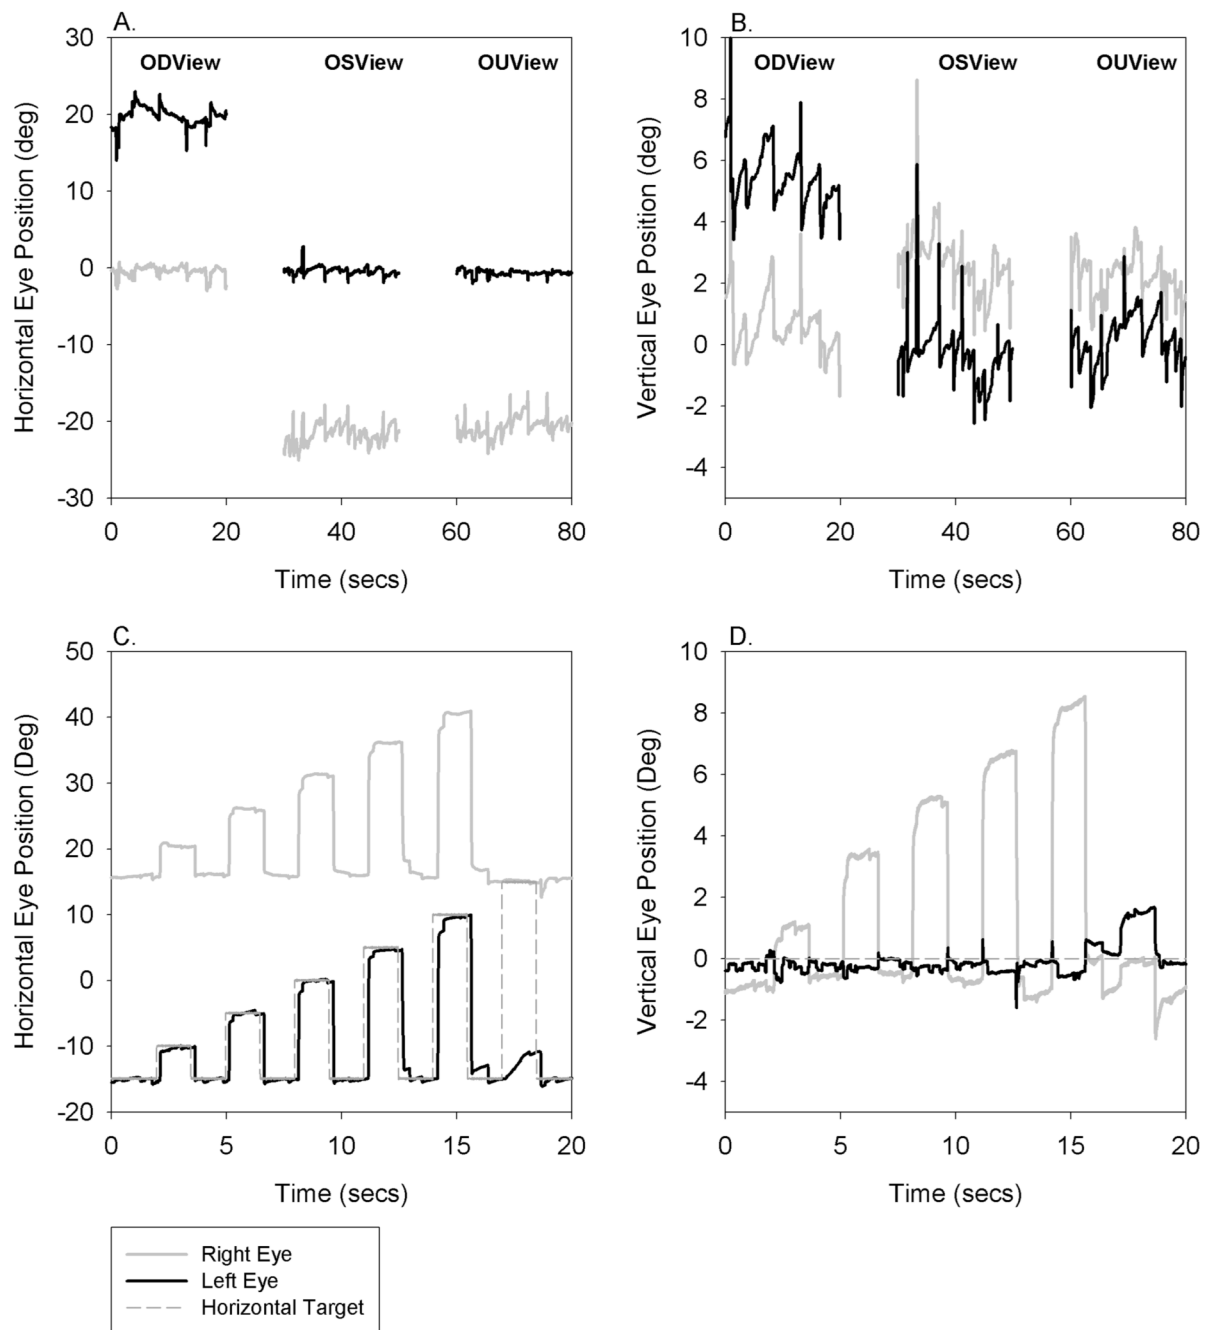 A.
ODView OSView OUView
Horizontal Eye Position (deg)
30
20
10
0
-10
-20
-30
0 20 40 60 80
Time (secs)
B.
ODView OSView OUView
Vertical Eye Position (deg)
10
8
6
4
2
0
-2
-4
0 20 40 60 80
Time (secs)
C.
Horizontal Eye Position (Deg)
50
40
30
20
10
0
-10
-20
0 5 10 15 20
Time (secs)
D.
Vertical Eye Position (Deg)
10
8
6
4
2
0
-2
-4
0 5 10 15 20
Time (secs)
Right Eye
Left Eye
Horizontal Target